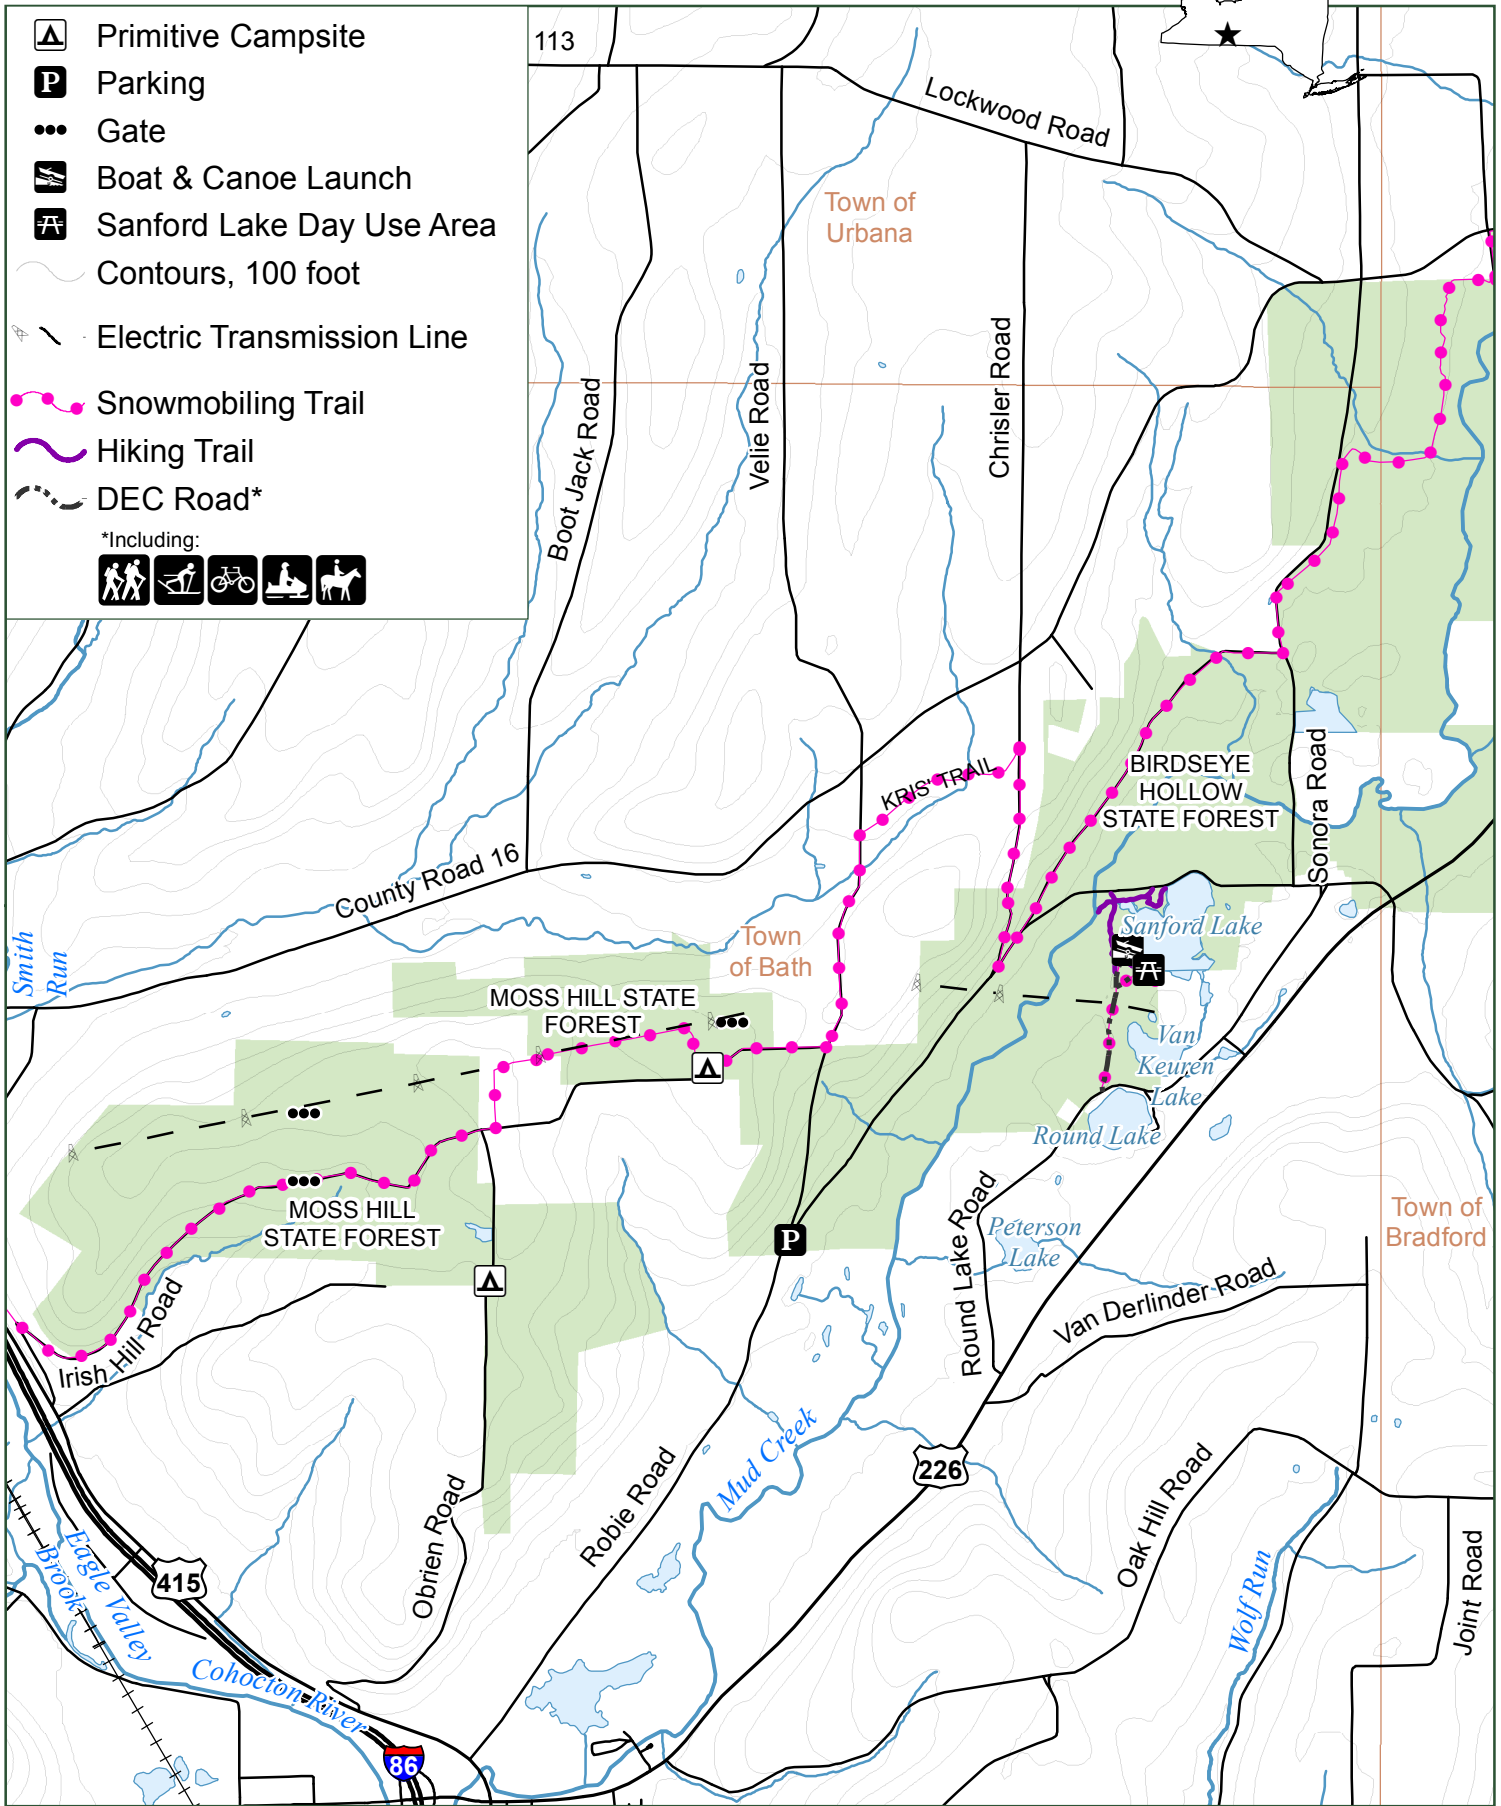 Primitive Campsite
P
Parking
Gate
Boat & Canoe Launch
Sanford Lake Day Use Area
Contours, 100 foot
Electric Transmission Line
Snowmobiling Trail
Hiking Trail
DEC Road*
*Including:
113
Lockwood Road
Town of
Urbana
Boot Jack Road
Velie Road
Chrisler Road
KRIS' TRAIL
BIRDSEYE
HOLLOW
STATE FOREST
Sonora Road
County Road 16
Smith
Run
Town
of Bath
Sanford Lake
MOSS HILL STATE
FOREST
Van
Keuren
Lake
Round Lake
MOSS HILL
STATE FOREST
P
Round Lake Road
Peterson
Lake
Town of
Bradford
Van Derlinder Road
Irish Hill Road
Mud Creek
226
Robie Road
Obrien Road
Oak Hill Road
Wolf Run
Joint Road
Eagle Valley
Brook
415
Cohocton River
86